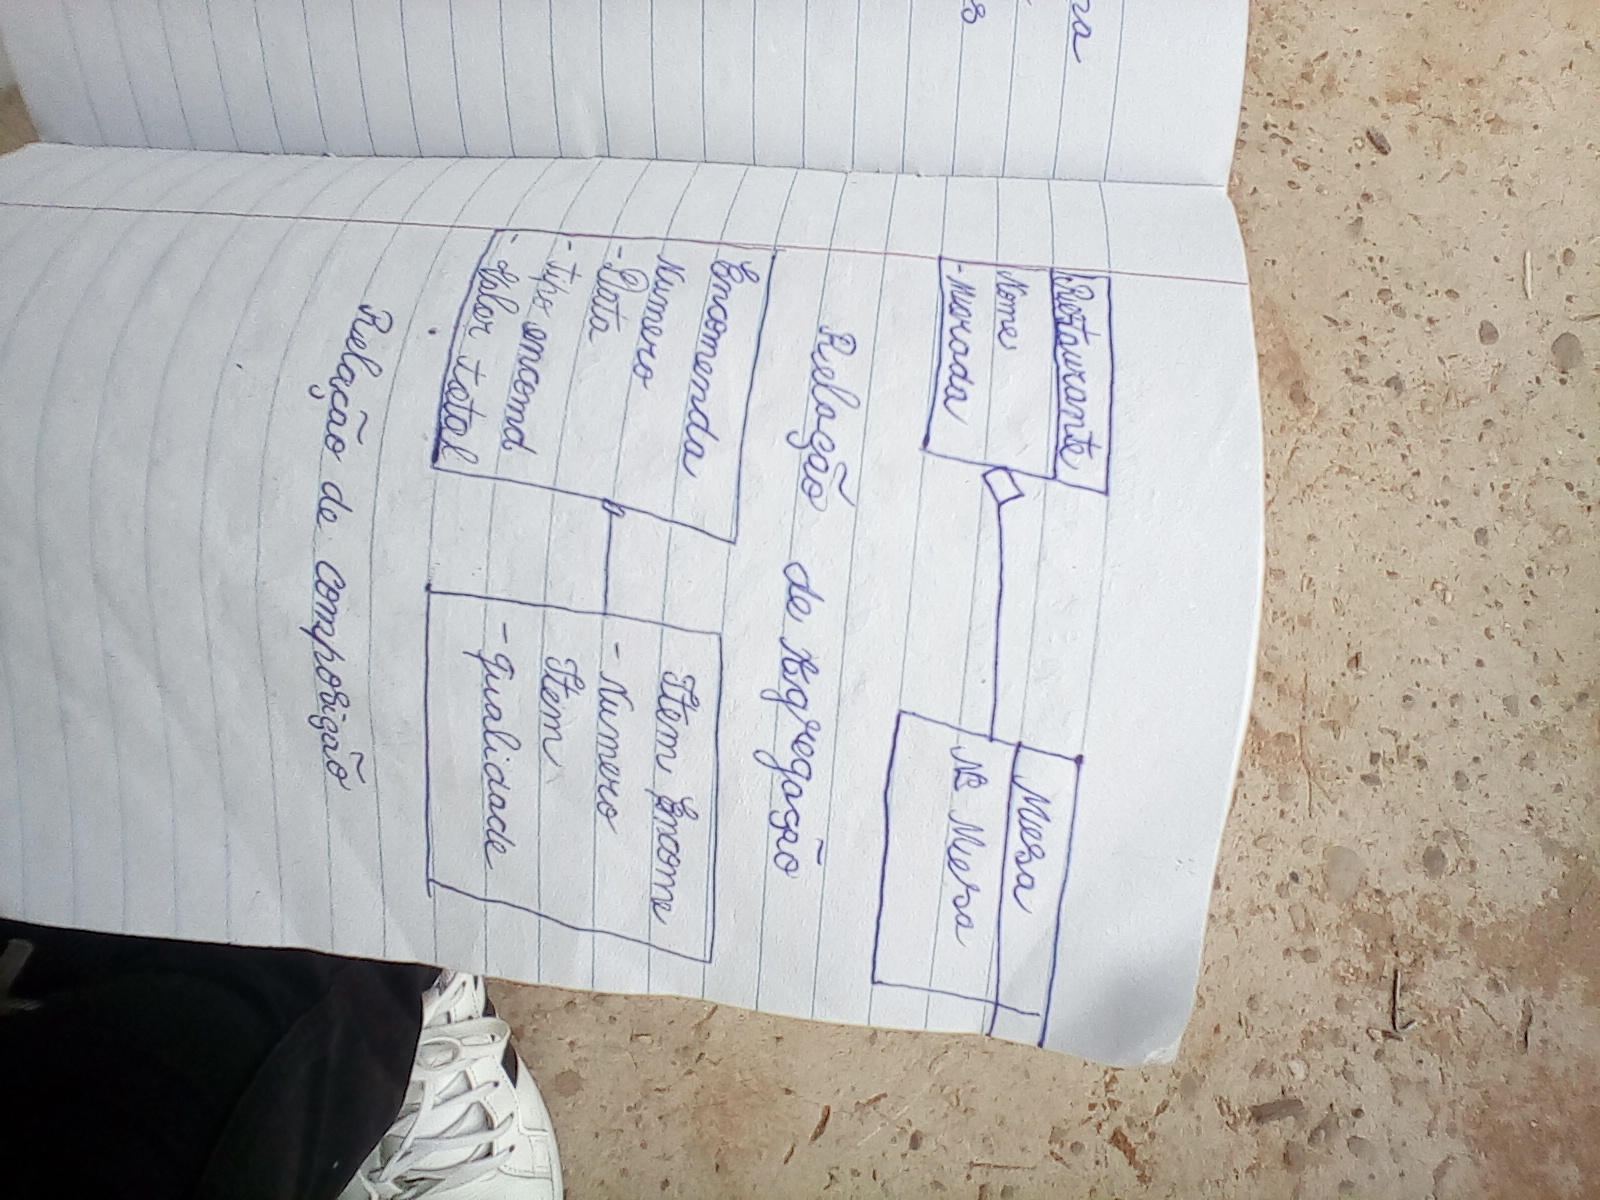 Restaurante
Nome
- Morada
Mesa
Nº Mesa
Relação de Agregação
Encomenda
Numero
- Data
- Tipo encomd
- Valor total
Item Encome
- Numero
Item
- Qualidade
Relação de composição